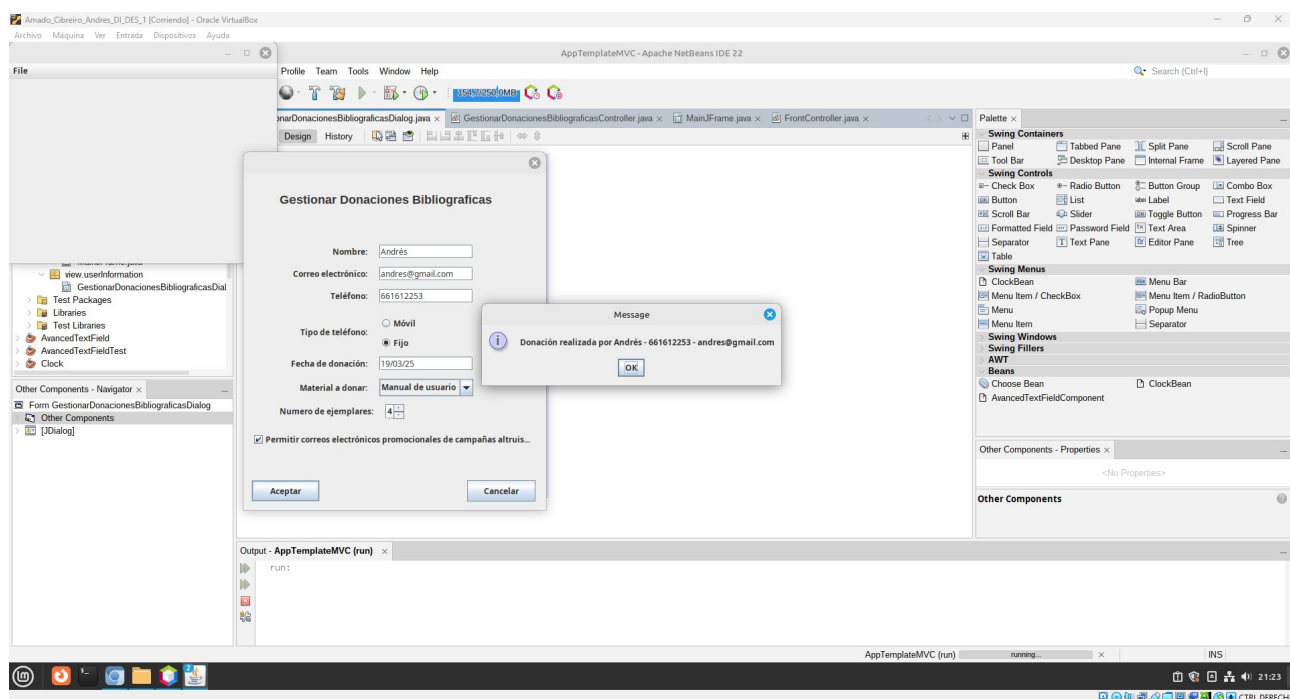 Amado_Cibreiro_Andres_DI_DES_1 [Corriendo] - Oracle VirtualBox
Archivo Máquina Ver Entrada Dispositivos Ayuda
AppTemplateMVC - Apache NetBeans IDE 22
File
Profile Team Tools Window Help
Search (Ctrl+I)
154,7/250,0MB
onarDonacionesBibliograficasDialog.java × GestionarDonacionesBibliograficasController.java × MainJFrame.java × FrontController.java ×
Design History
Palette ×
Swing Containers
Panel Tabbed Pane Split Pane Scroll Pane
Tool Bar Desktop Pane Internal Frame Layered Pane
Swing Controls
Check Box Radio Button Button Group Combo Box
Button List Label Text Field
Scroll Bar Slider Toggle Button Progress Bar
Formatted Field Password Field Text Area Spinner
Separator Text Pane Editor Pane Tree
Table
Swing Menus
ClockBean Menu Bar
Menu Item / CheckBox Menu Item / RadioButton
Menu Popup Menu
Menu Item Separator
Swing Windows
Swing Fillers
AWT
Beans
Choose Bean ClockBean
AvancedTextFieldComponent
Other Components - Properties ×
<No Properties>
Other Components
view.userInformation
GestionarDonacionesBibliograficasDial
Test Packages
Libraries
Test Libraries
AvancedTextField
AvancedTextFieldTest
Clock
Other Components - Navigator ×
Form GestionarDonacionesBibliograficasDialog
Other Components
[JDialog]
Gestionar Donaciones Bibliograficas
Nombre: Andrés
Correo electrónico: andres@gmail.com
Teléfono: 661612253
Tipo de teléfono:
Móvil
Fijo
Fecha de donación: 19/03/25
Material a donar: Manual de usuario
Numero de ejemplares: 4
Permitir correos electrónicos promocionales de campañas altruis...
Aceptar Cancelar
Message
Donación realizada por Andrés - 661612253 - andres@gmail.com
OK
Output - AppTemplateMVC (run) ×
run:
AppTemplateMVC (run) running... × INS
2
21:23
CTRL DERECH